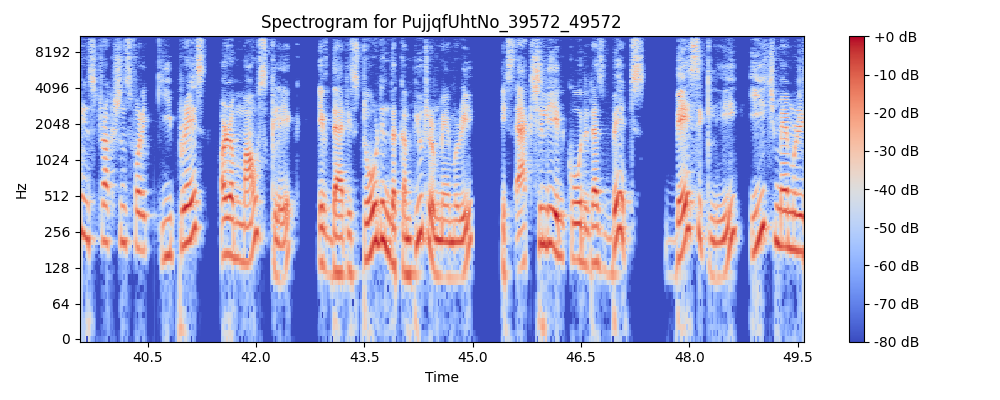 Spectrogram for PujjqfUhtNo_39572_49572
8192
4096
2048
1024
512
256
128
64
0
Hz
40.5 42.0 43.5 45.0 46.5 48.0 49.5
Time
+0 dB
-10 dB
-20 dB
-30 dB
-40 dB
-50 dB
-60 dB
-70 dB
-80 dB